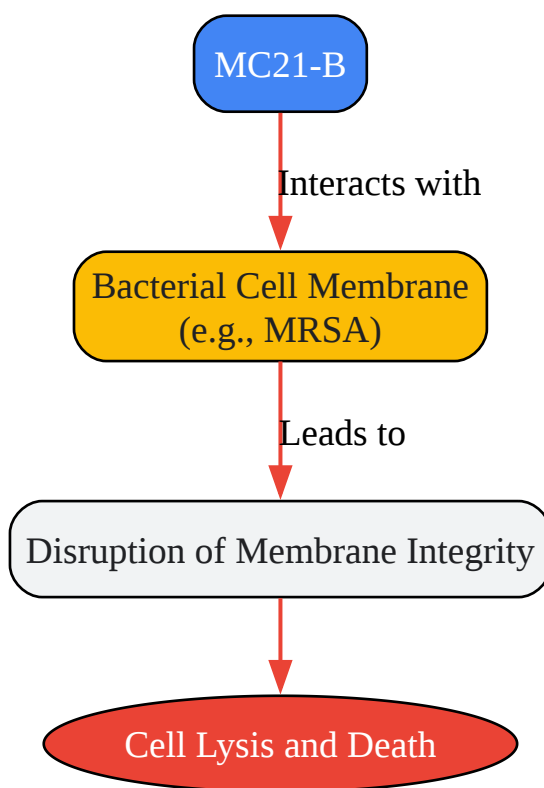 MC21-B
Interacts with
Bacterial Cell Membrane
(e.g., MRSA)
Leads to
Disruption of Membrane Integrity
Cell Lysis and Death